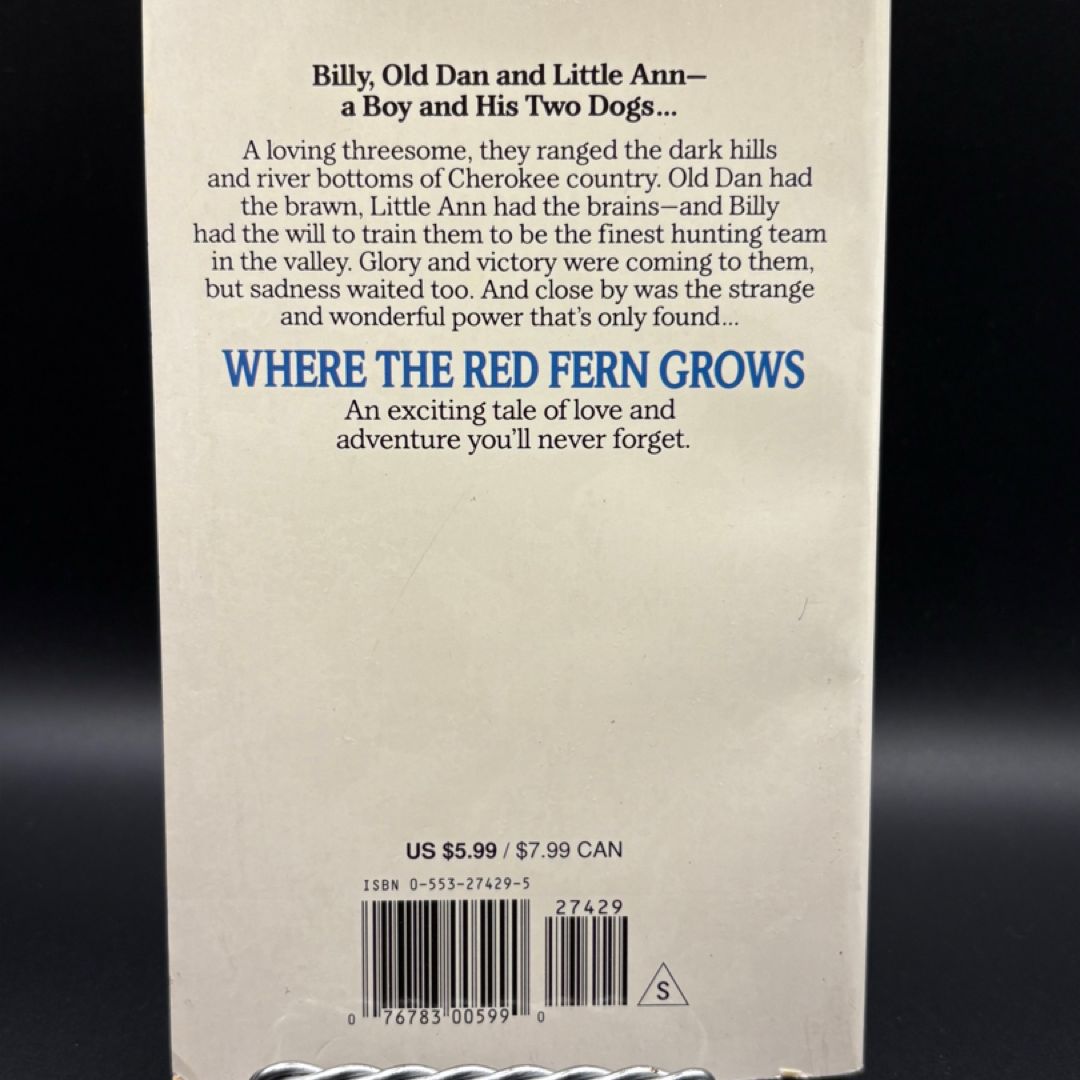 Billy, Old Dan and Little Ann—
a Boy and His Two Dogs...
A loving threesome, they ranged the dark hills
and river bottoms of Cherokee country. Old Dan had
the brawn, Little Ann had the brains—and Billy
had the will to train them to be the finest hunting team
in the valley. Glory and victory were coming to them,
but sadness waited too. And close by was the strange
and wonderful power that's only found...
WHERE THE RED FERN GROWS
An exciting tale of love and
adventure you'll never forget.
US $5.99 / $7.99 CAN
ISBN 0-553-27429-5
27429
S
0 76783 00599 0